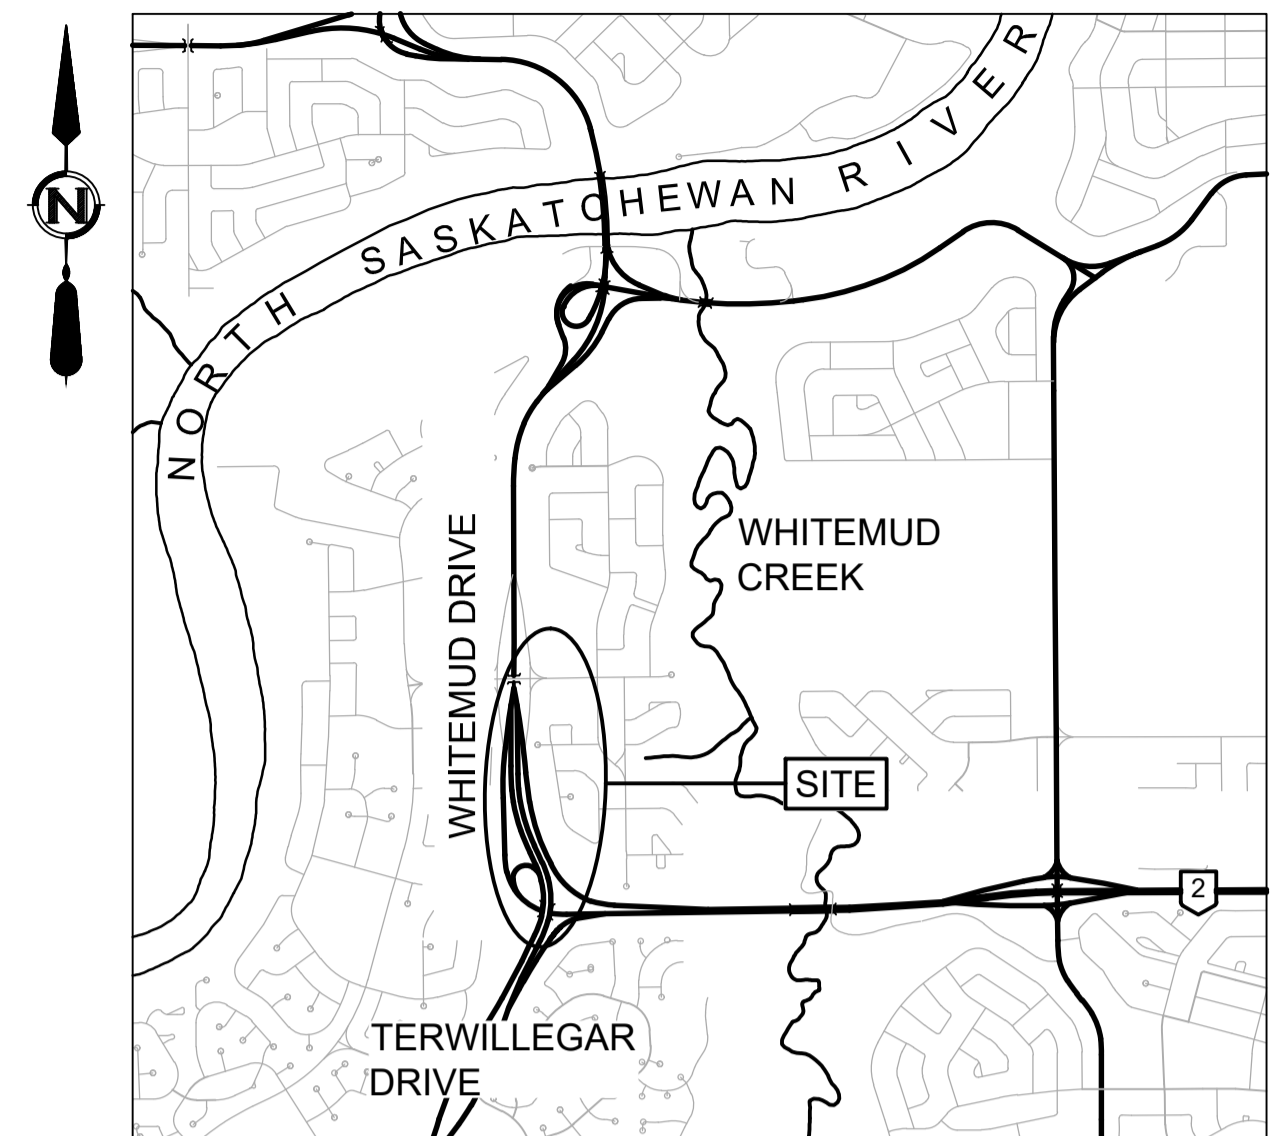 N
NORTH SASKATCHEWAN RIVER
WHITEMUD DRIVE
WHITEMUD
CREEK
SITE
2
TERWILLEGAR
DRIVE